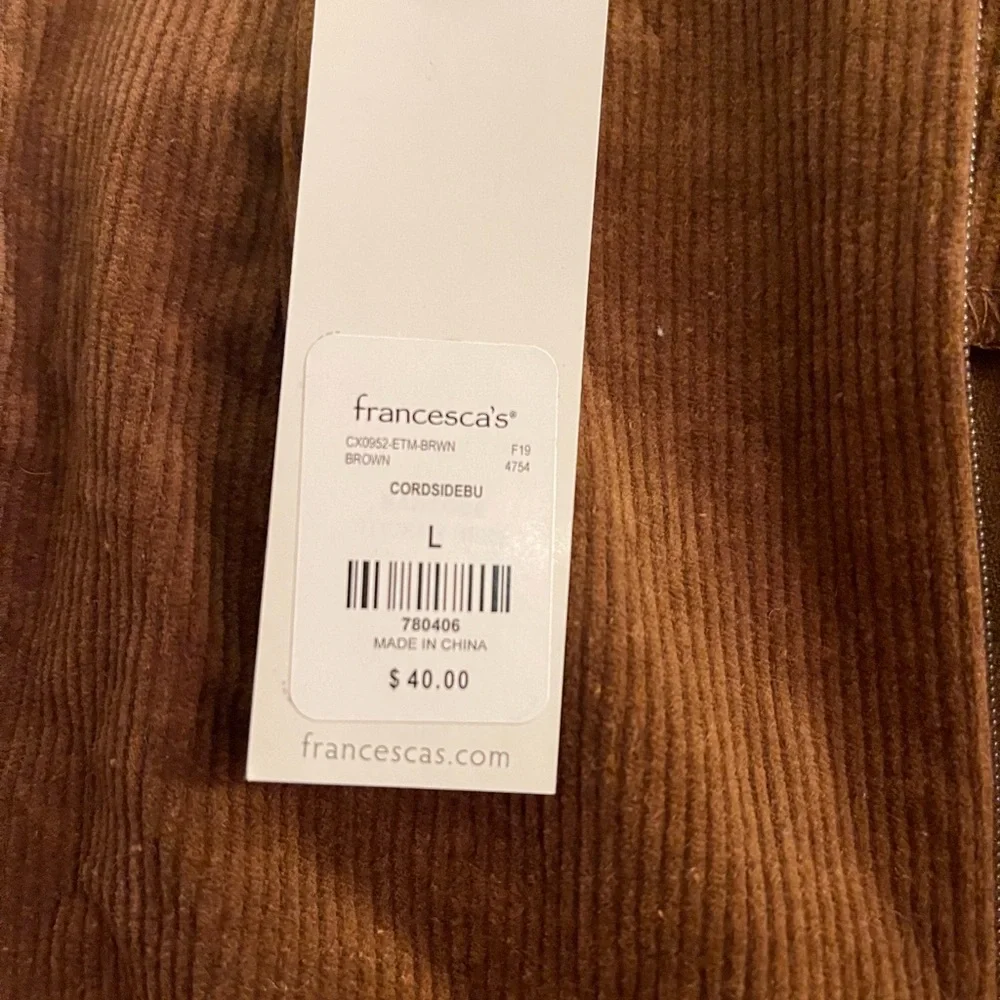 francesca's®
CX0952-ETM-BRWN F19
BROWN 4754
CORDSIDEBU
L
780406
MADE IN CHINA
$ 40.00
francescas.com